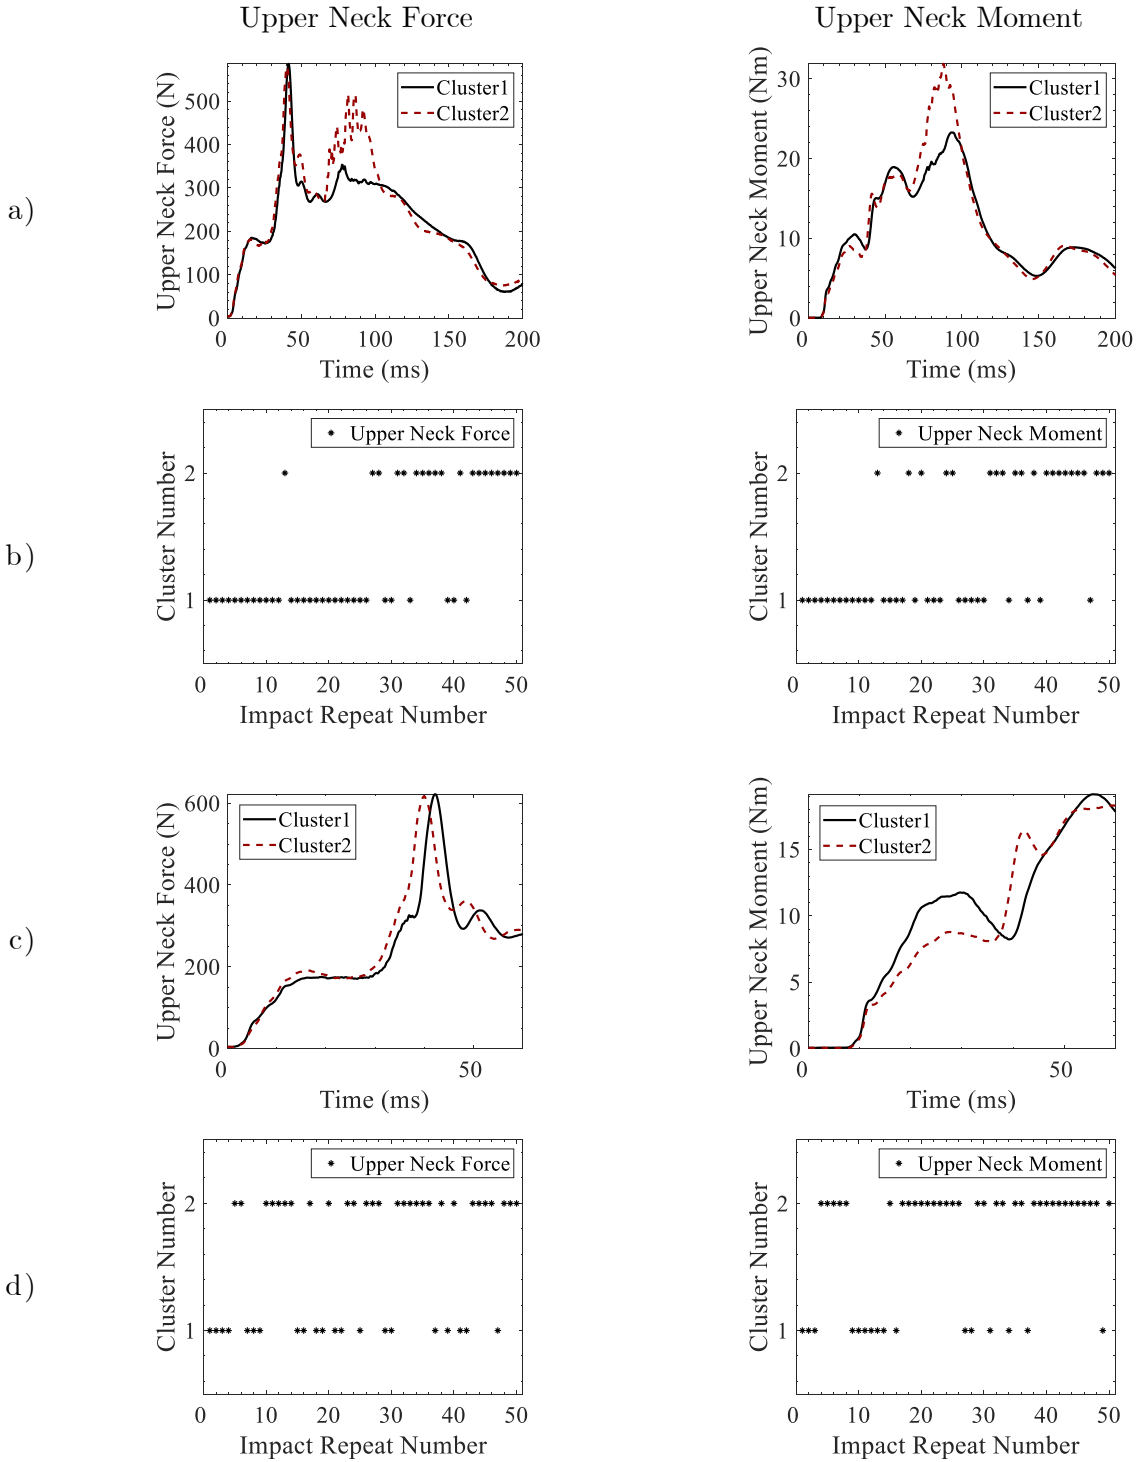 Upper Neck Force
Upper Neck Moment
a)
Upper Neck Force (N)
500
400
300
200
100
0
0 50 100 150 200
Time (ms)
Cluster1
Cluster2
Upper Neck Moment (Nm)
30
20
10
0
0 50 100 150 200
Time (ms)
Cluster1
Cluster2
b)
Cluster Number
2
1
0 10 20 30 40 50
Impact Repeat Number
Upper Neck Force
Cluster Number
2
1
0 10 20 30 40 50
Impact Repeat Number
Upper Neck Moment
c)
Upper Neck Force (N)
600
400
200
0
0 50
Time (ms)
Cluster1
Cluster2
Upper Neck Moment (Nm)
15
10
5
0
0 50
Time (ms)
Cluster1
Cluster2
d)
Cluster Number
2
1
0 10 20 30 40 50
Impact Repeat Number
Upper Neck Force
Cluster Number
2
1
0 10 20 30 40 50
Impact Repeat Number
Upper Neck Moment